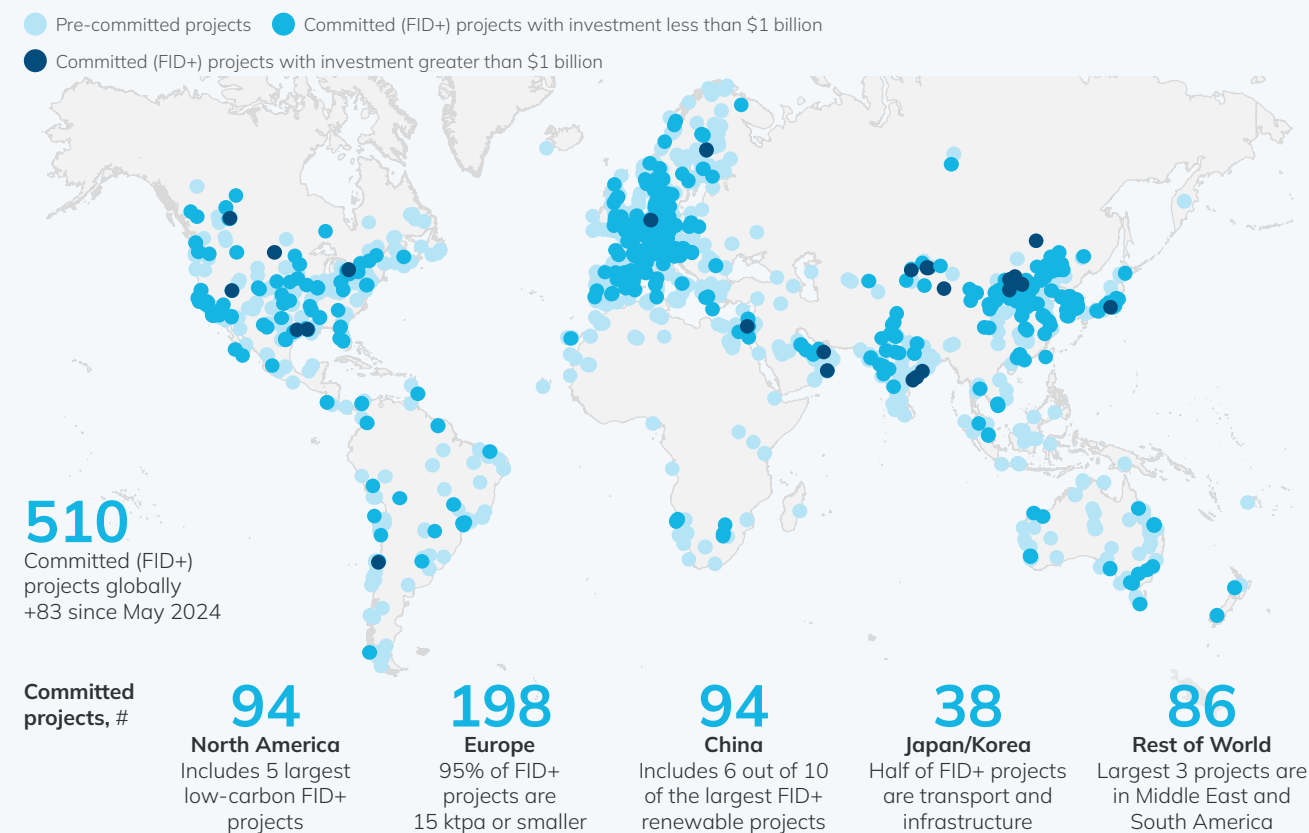 Pre-committed projects
Committed (FID+) projects with investment less than $1 billion
Committed (FID+) projects with investment greater than $1 billion
510
Committed (FID+)
projects globally
+83 since May 2024
Committed
projects, #
94
North America
Includes 5 largest
low-carbon FID+
projects
198
Europe
95% of FID+
projects are
15 ktpa or smaller
94
China
Includes 6 out of 10
of the largest FID+
renewable projects
38
Japan/Korea
Half of FID+ projects
are transport and
infrastructure
86
Rest of World
Largest 3 projects are
in Middle East and
South America